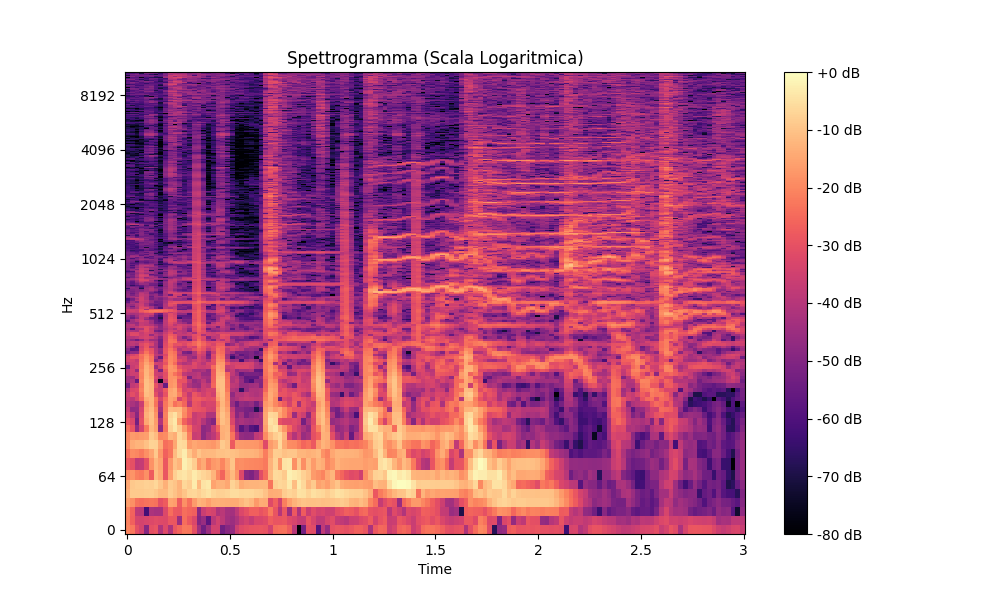 Spettrogramma (Scala Logaritmica)
8192
4096
2048
1024
512
256
128
64
0
Hz
0
0.5
1
1.5
2
2.5
3
Time
+0 dB
-10 dB
-20 dB
-30 dB
-40 dB
-50 dB
-60 dB
-70 dB
-80 dB